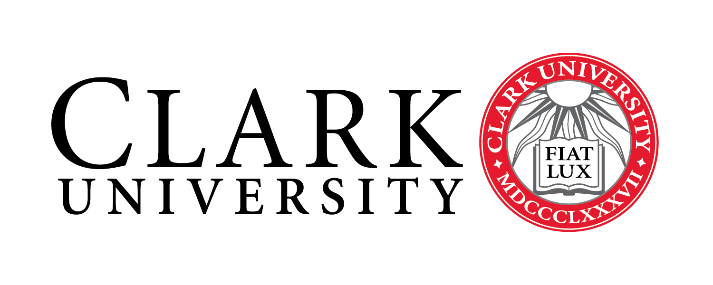 CLARK
UNIVERSITY
CLARK UNIVERSITY
FIAT
LUX
MDCCCLXXXVII